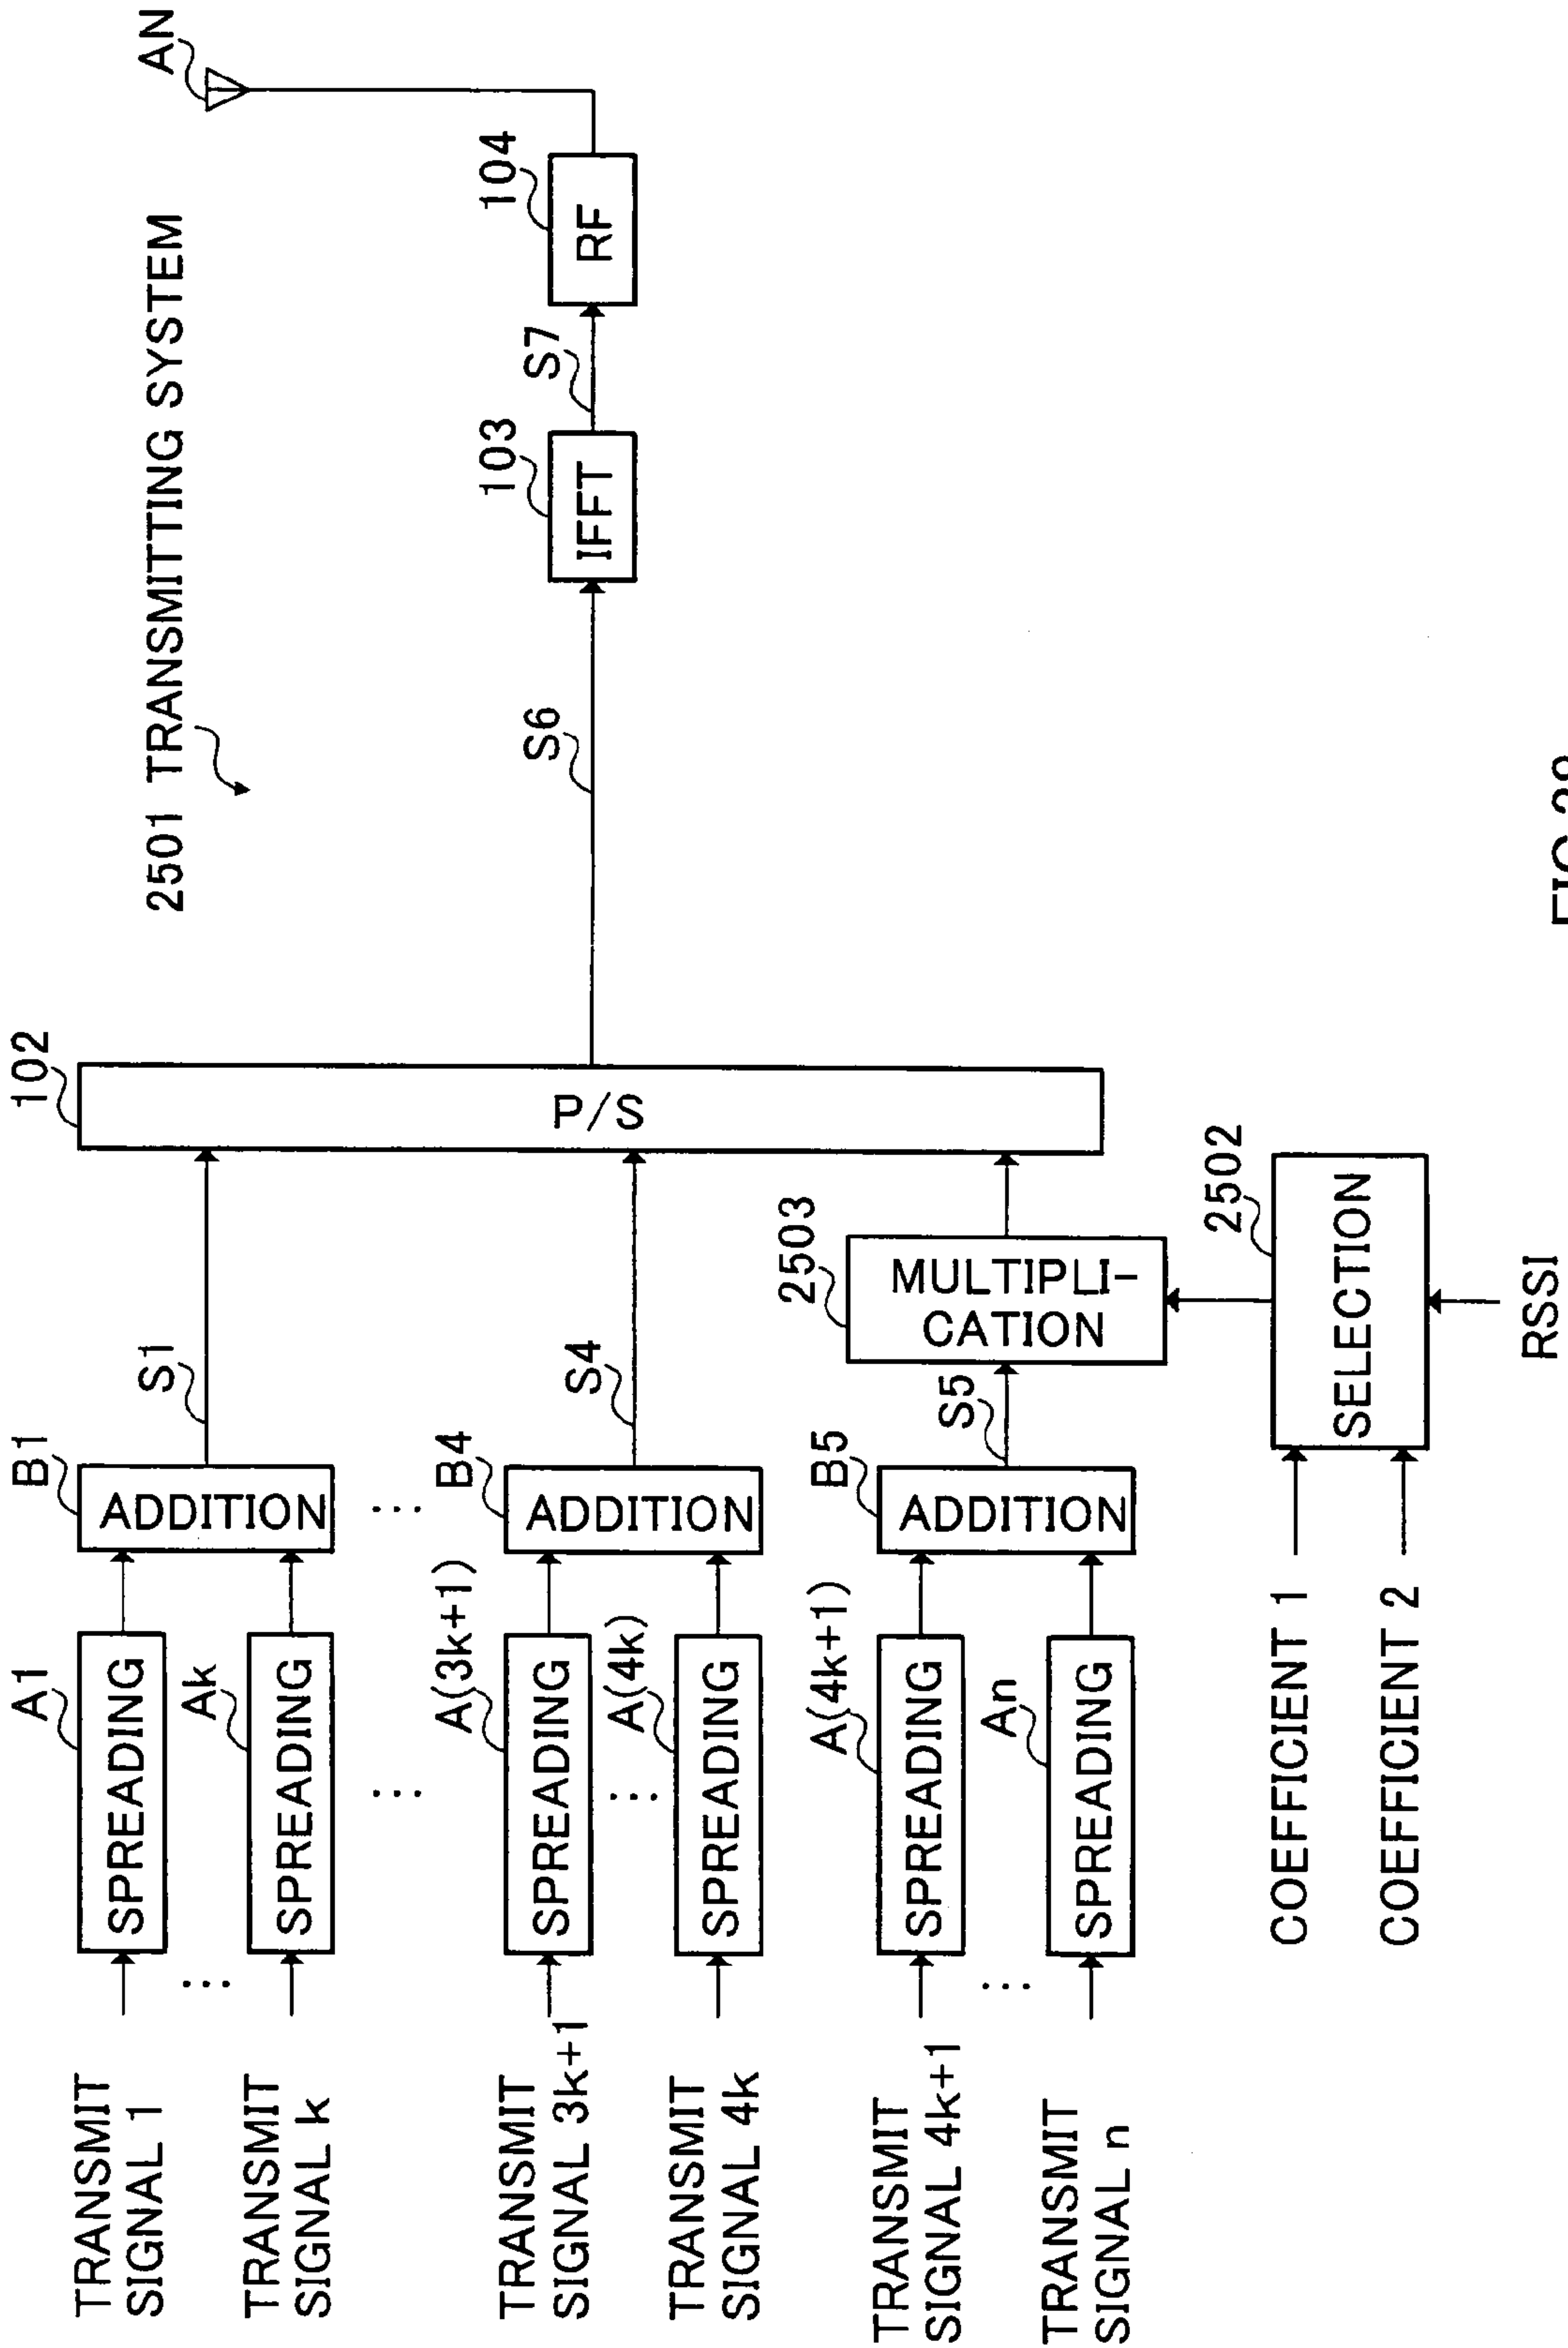 2501 TRANSMITTING SYSTEM
AN
102
103
104
P/S
S6
IFFT
S7
RF
TRANSMIT
SIGNAL 1
A1
SPREADING
B1
ADDITION
S1
...
TRANSMIT
SIGNAL k
Ak
SPREADING
...
...
TRANSMIT
SIGNAL 3k+1
A(3k+1)
SPREADING
B4
ADDITION
S4
...
TRANSMIT
SIGNAL 4k
A(4k)
SPREADING
TRANSMIT
SIGNAL 4k+1
A(4k+1)
SPREADING
B5
ADDITION
S5
2503
MULTIPLI-
CATION
...
TRANSMIT
SIGNAL n
An
SPREADING
2502
SELECTION
COEFFICIENT 1
COEFFICIENT 2
RSSI